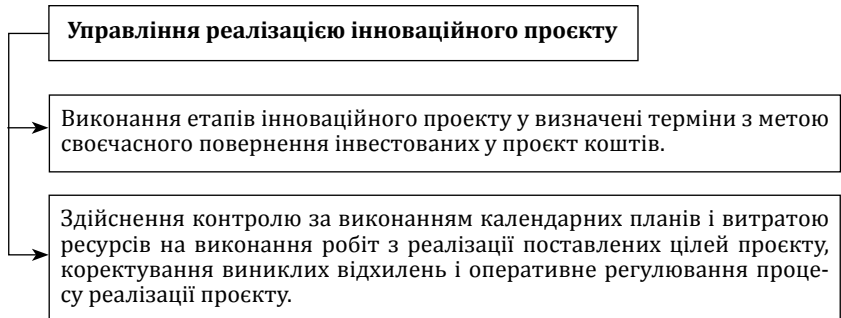 Управління реалізацією інноваційного проєкту
Виконання етапів інноваційного проекту у визначені терміни з метою
своєчасного повернення інвестованих у проєкт коштів.
Здійснення контролю за виконанням календарних планів і витратою
ресурсів на виконання робіт з реалізації поставлених цілей проєкту,
коректування виниклих відхилень і оперативне регулювання проце-
су реалізації проєкту.